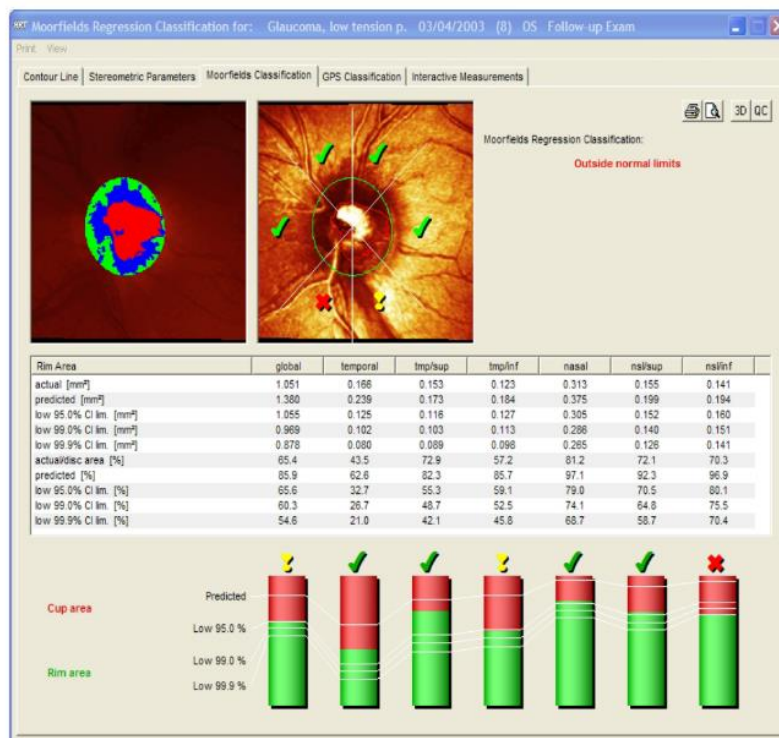 Moorfields Regression Classification for: Glaucoma, low tension p. 03/04/2003 (8) OS Follow-up Exam
Print View
Contour Line Stereometric Parameters Moorfields Classification GPS Classification Interactive Measurements
3D QC
Moorfields Regression Classification:
Outside normal limits
Rim Area global temporal tmp/sup tmp/inf nasal nsl/sup nsl/inf
actual [mm²] 1.051 0.166 0.153 0.123 0.313 0.155 0.141
predicted [mm²] 1.380 0.239 0.173 0.184 0.375 0.199 0.194
low 95.0% CI lim. [mm²] 1.055 0.125 0.116 0.127 0.305 0.152 0.160
low 99.0% CI lim. [mm²] 0.969 0.102 0.103 0.113 0.286 0.140 0.151
low 99.9% CI lim. [mm²] 0.878 0.080 0.089 0.098 0.265 0.126 0.141
actual/disc area [%] 65.4 43.5 72.9 57.2 81.2 72.1 70.3
predicted [%] 85.9 62.6 82.3 85.7 97.1 92.3 96.9
low 95.0% CI lim. [%] 65.6 32.7 55.3 59.1 79.0 70.5 80.1
low 99.0% CI lim. [%] 60.3 26.7 48.7 52.5 74.1 64.8 75.5
low 99.9% CI lim. [%] 54.6 21.0 42.1 45.8 68.7 58.7 70.4
Predicted
Cup area
Low 95.0 %
Low 99.0 %
Rim area
Low 99.9 %